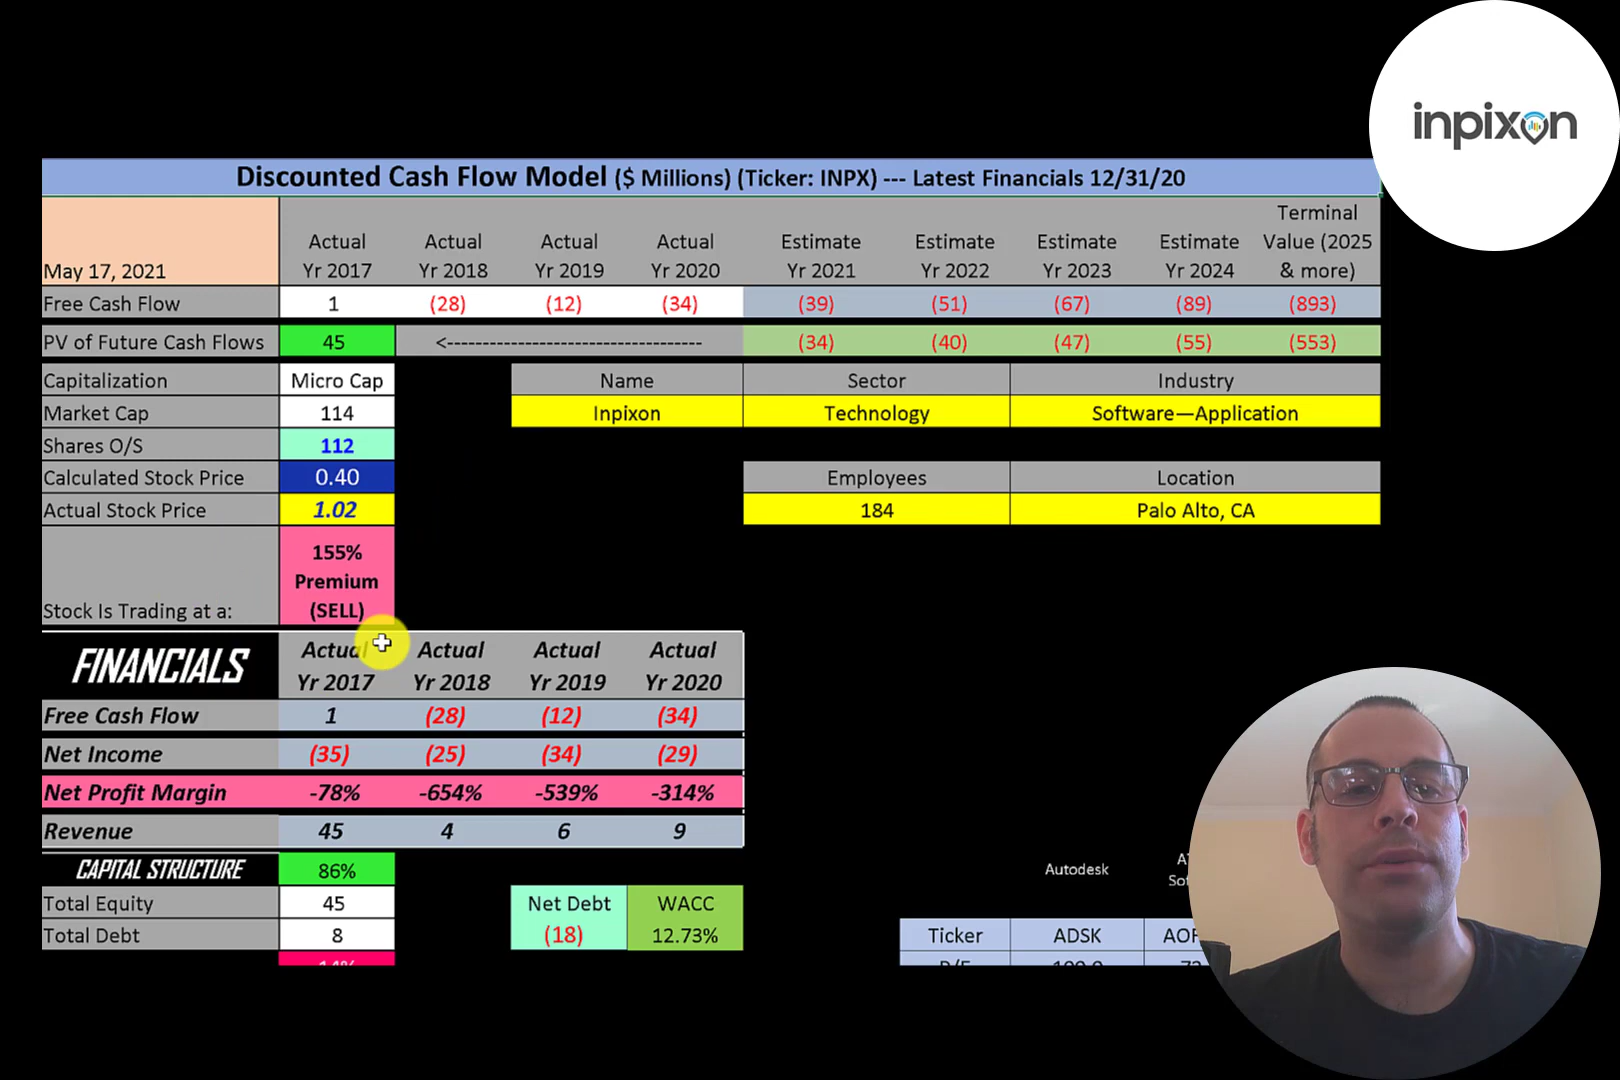 inpixon
Discounted Cash Flow Model ($ Millions) (Ticker: INPX) --- Latest Financials 12/31/20
May 17, 2021 Actual Yr 2017 Actual Yr 2018 Actual Yr 2019 Actual Yr 2020 Estimate Yr 2021 Estimate Yr 2022 Estimate Yr 2023 Estimate Yr 2024 Terminal Value (2025 & more)
Free Cash Flow 1 (28) (12) (34) (39) (51) (67) (89) (893)
PV of Future Cash Flows 45 <---------------------------------- (34) (40) (47) (55) (553)
Capitalization Micro Cap Name Sector Industry
Market Cap 114 Inpixon Technology Software—Application
Shares O/S 112
Calculated Stock Price 0.40 Employees Location
Actual Stock Price 1.02 184 Palo Alto, CA
Stock Is Trading at a: 155% Premium (SELL)
FINANCIALS Actual Yr 2017 Actual Yr 2018 Actual Yr 2019 Actual Yr 2020
Free Cash Flow 1 (28) (12) (34)
Net Income (35) (25) (34) (29)
Net Profit Margin -78% -654% -539% -314%
Revenue 45 4 6 9
CAPITAL STRUCTURE 86% Autodesk
Total Equity 45 Net Debt WACC
Total Debt 8 (18) 12.73% Ticker ADSK